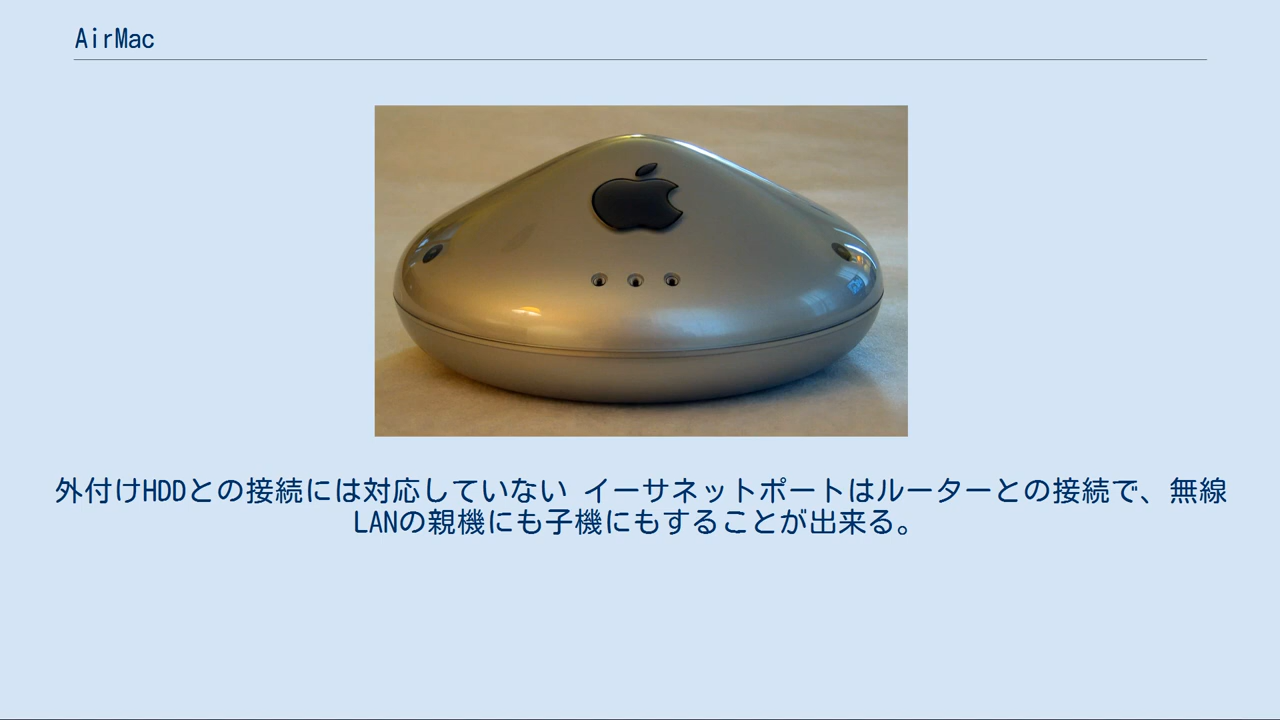 AirMac
外付けHDDとの接続には対応していない イーサネットポートはルーターとの接続で、無線
LANの親機にも子機にもすることが出来る。